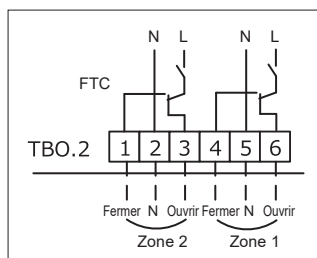 N L N L
FTC
TBO.2 1 2 3 4 5 6
Fermer N Ouvrir Fermer N Ouvrir
Zone 2 Zone 1